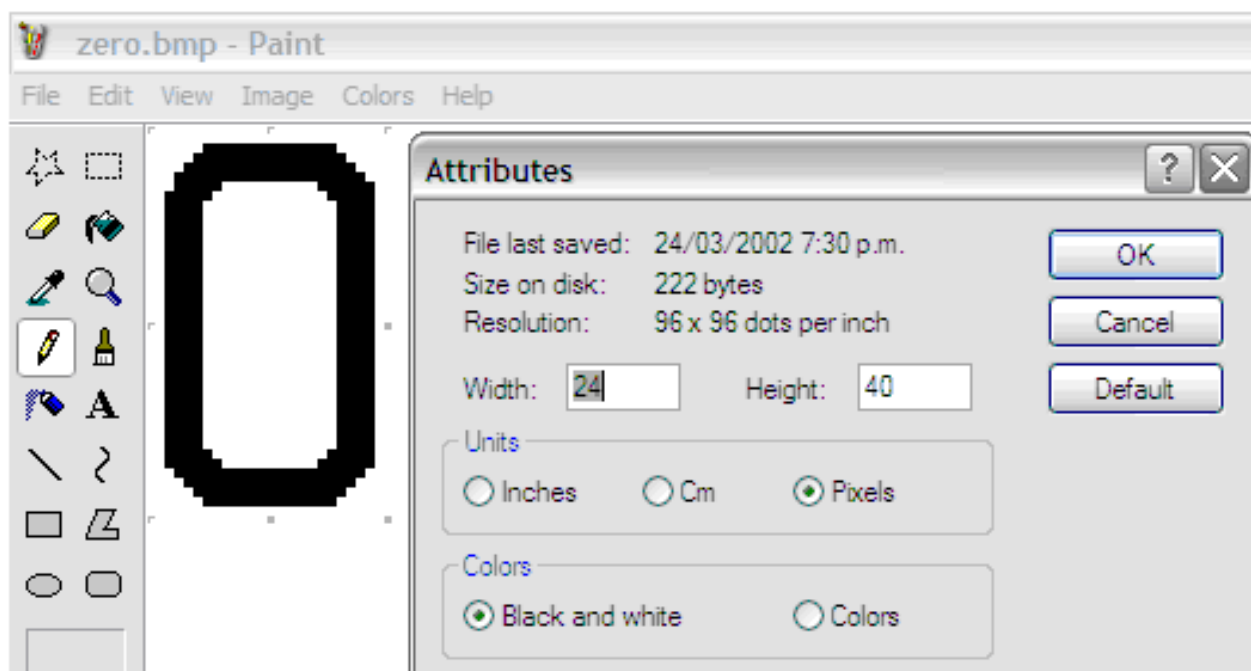 zero.bmp - Paint
File Edit View Image Colors Help
Attributes
File last saved: 24/03/2002 7:30 p.m.
OK
Size on disk: 222 bytes
Resolution: 96 x 96 dots per inch
Cancel
Width: 24 Height: 40
Default
Units
Inches Cm Pixels
Colors
Black and white Colors